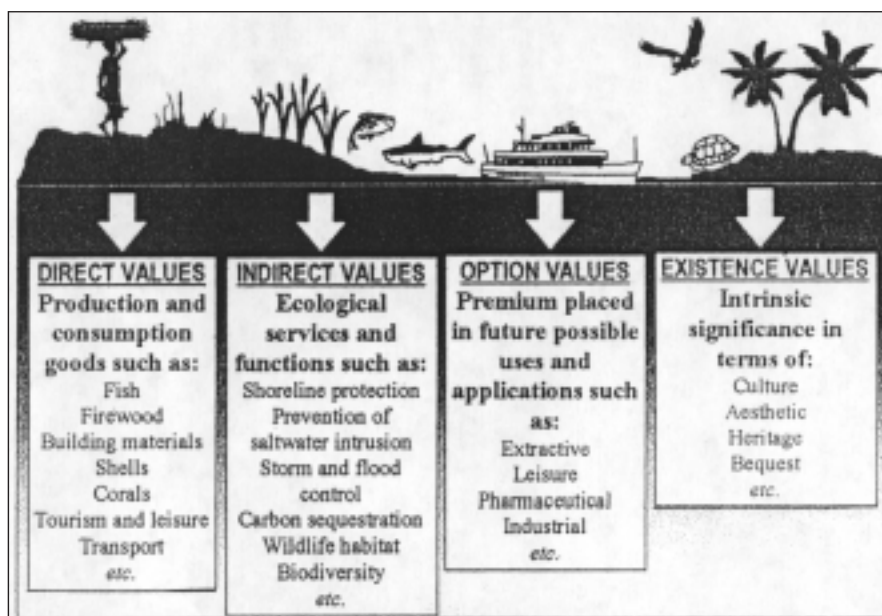 DIRECT VALUES
Production and
consumption
goods such as:
Fish
Firewood
Building materials
Shells
Corals
Tourism and leisure
Transport
etc.
INDIRECT VALUES
Ecological
services and
functions such as:
Shoreline protection
Prevention of
saltwater intrusion
Storm and flood
control
Carbon sequestration
Wildlife habitat
Biodiversity
etc.
OPTION VALUES
Premium placed
in future possible
uses and
applications such
as:
Extractive
Leisure
Pharmaceutical
Industrial
etc.
EXISTENCE VALUES
Intrinsic
significance in
terms of:
Culture
Aesthetic
Heritage
Bequest
etc.